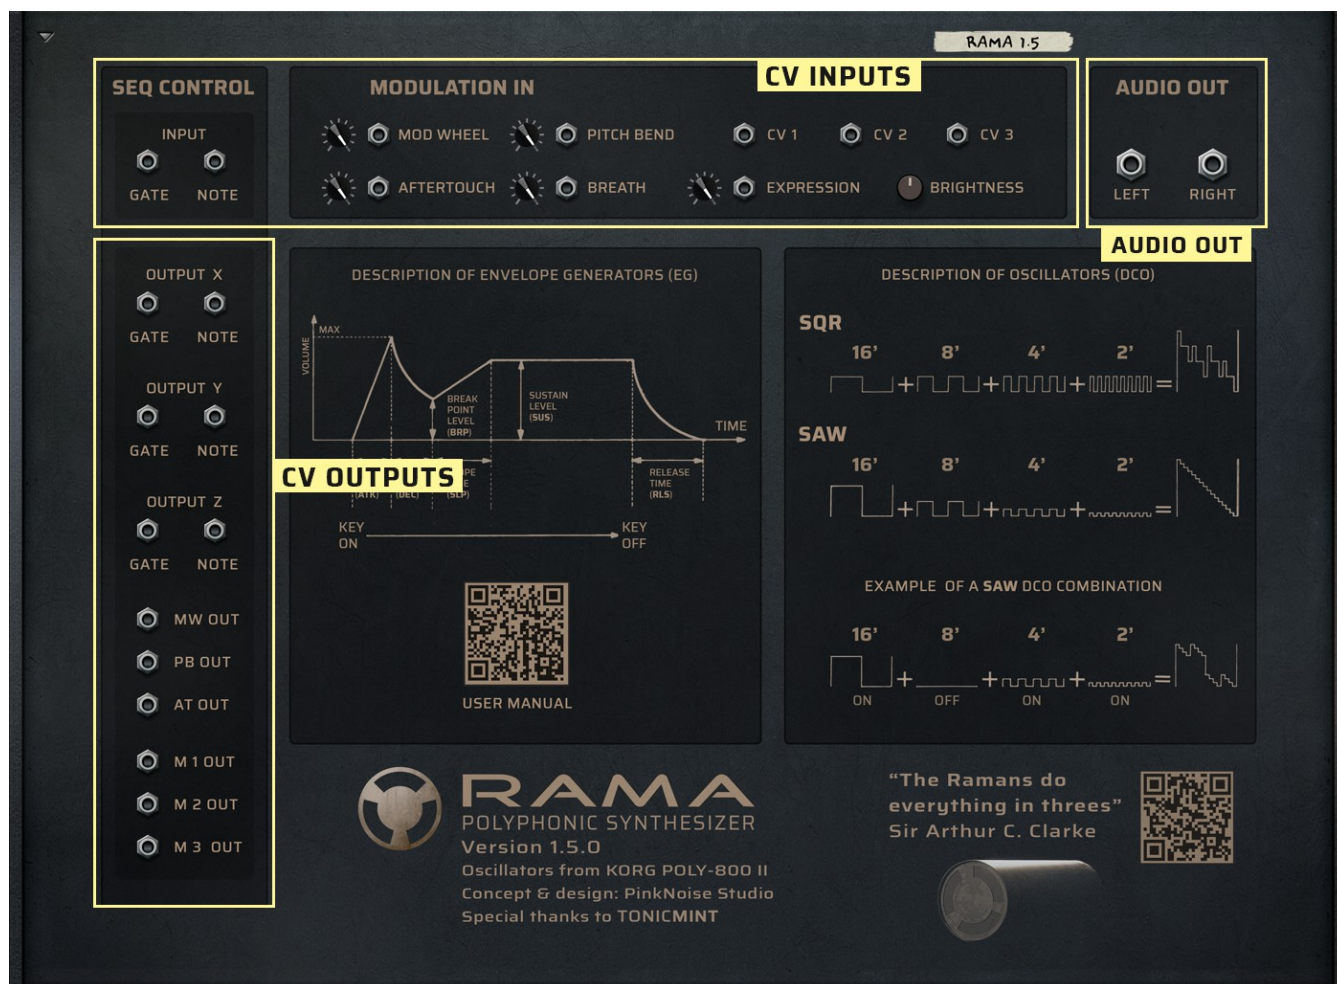 RAMA 1.5
CV INPUTS
SEQ CONTROL
INPUT
GATE NOTE
MODULATION IN
MOD WHEEL PITCH BEND CV 1 CV 2 CV 3
AFTERTOUCH BREATH EXPRESSION BRIGHTNESS
AUDIO OUT
LEFT RIGHT
AUDIO OUT
OUTPUT X
GATE NOTE
OUTPUT Y
GATE NOTE
OUTPUT Z
GATE NOTE
MW OUT
PB OUT
AT OUT
M 1 OUT
M 2 OUT
M 3 OUT
CV OUTPUTS
DESCRIPTION OF ENVELOPE GENERATORS (EG)
MAX
VOLUME
BREAK
POINT
LEVEL
(BRP)
SUSTAIN
LEVEL
(SUS)
TIME
(ATK) (DEC) (SLP)
RELEASE
TIME
(RLS)
KEY
ON
KEY
OFF
USER MANUAL
DESCRIPTION OF OSCILLATORS (DCO)
SQR
16’ 8’ 4’ 2’
+ + + =
SAW
16’ 8’ 4’ 2’
+ + + =
EXAMPLE OF A SAW DCO COMBINATION
16’ 8’ 4’ 2’
+ + + =
ON OFF ON ON
RAMA
POLYPHONIC SYNTHESIZER
Version 1.5.0
Oscillators from KORG POLY-800 II
Concept & design: PinkNoise Studio
Special thanks to TONICMINT
“The Ramans do
everything in threes”
Sir Arthur C. Clarke